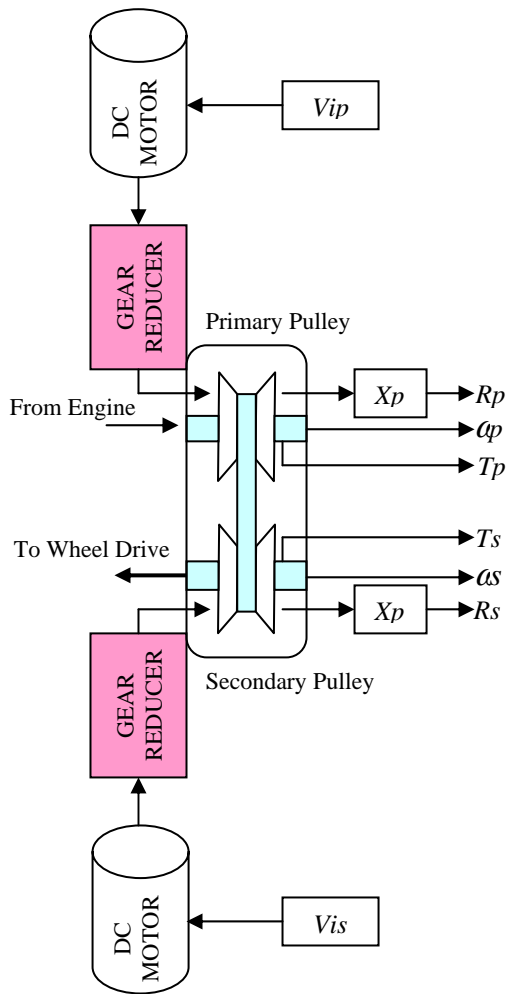 DC
MOTOR
Vip
GEAR
REDUCER
Primary Pulley
From Engine
Xp
Rp
ωp
Tp
Ts
To Wheel Drive
ωs
Xp
Rs
GEAR
REDUCER
Secondary Pulley
DC
MOTOR
Vis